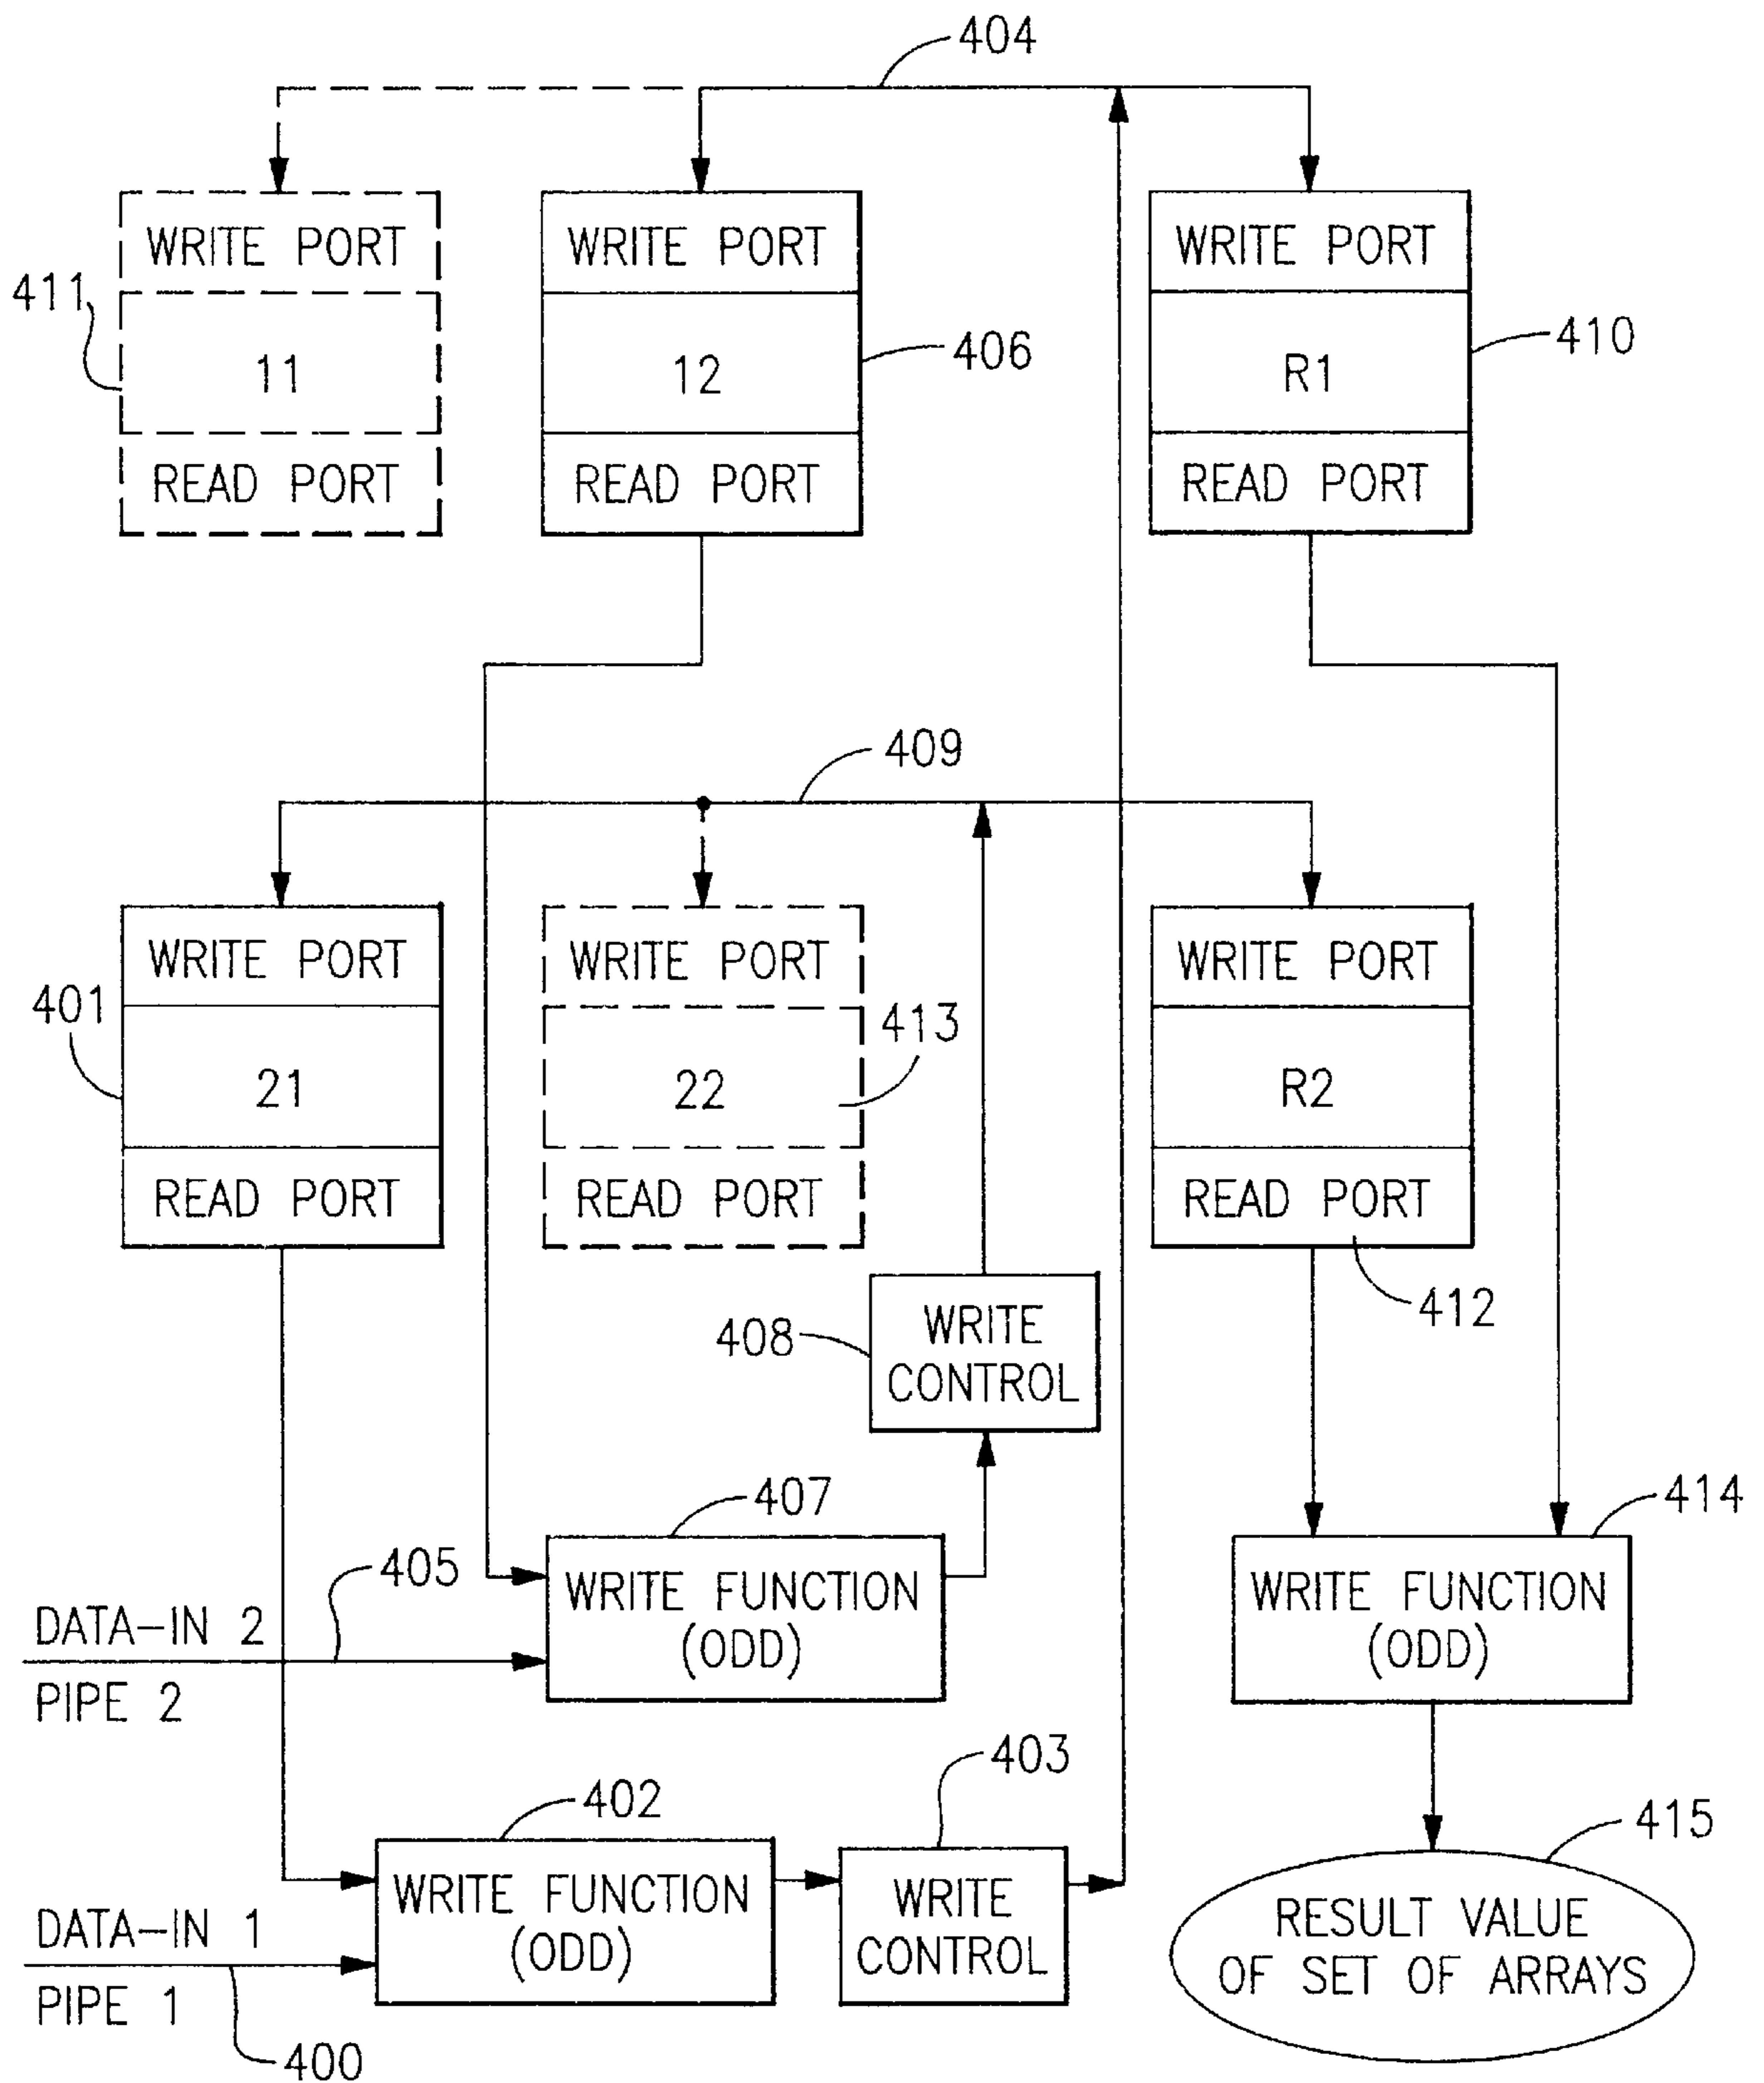 404
WRITE PORT
WRITE PORT
WRITE PORT
411
11
12
406
R1
410
READ PORT
READ PORT
READ PORT
409
WRITE PORT
WRITE PORT
WRITE PORT
401
21
22
413
R2
READ PORT
READ PORT
READ PORT
412
408
WRITE
CONTROL
407
414
405
DATA-IN 2
PIPE 2
WRITE FUNCTION
(ODD)
WRITE FUNCTION
(ODD)
403
402
415
DATA-IN 1
PIPE 1
WRITE FUNCTION
(ODD)
WRITE
CONTROL
RESULT VALUE
OF SET OF ARRAYS
400